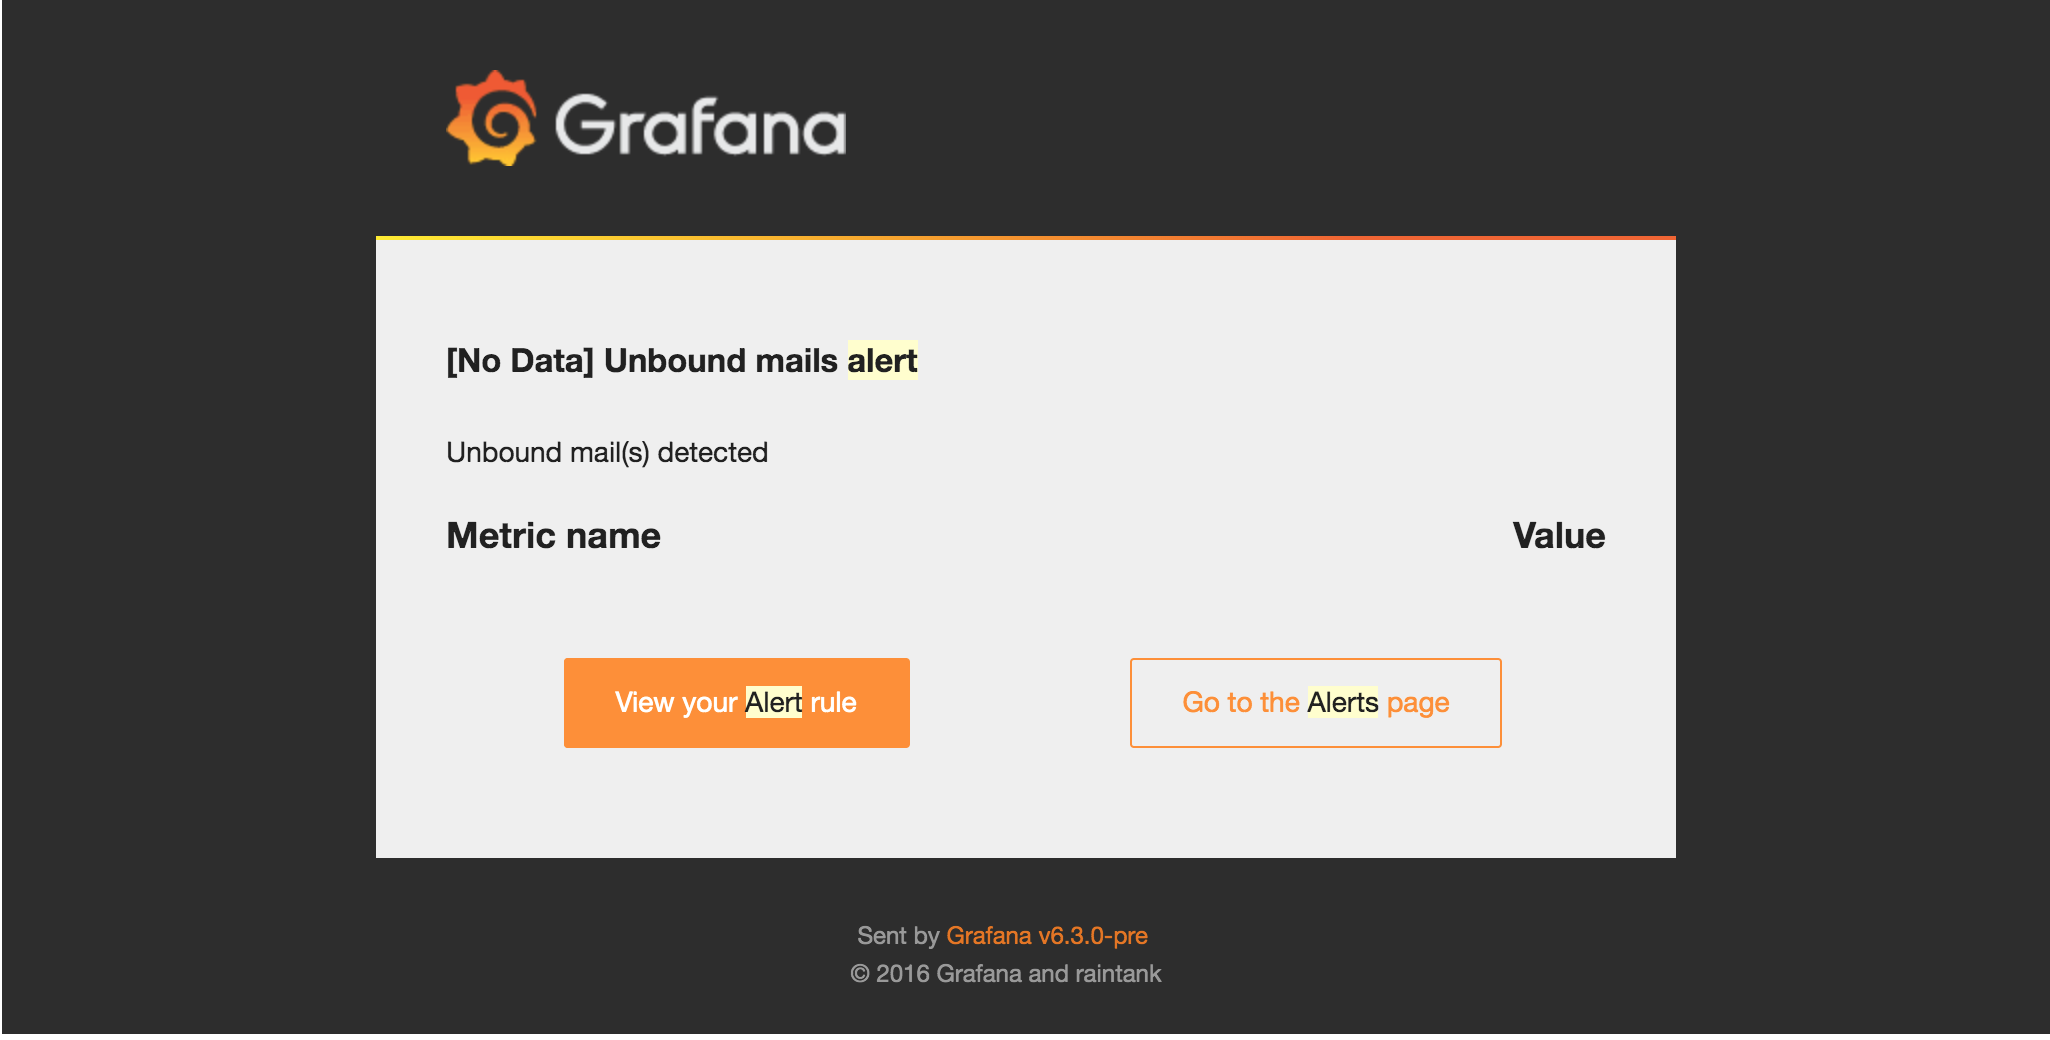 Grafana
[No Data] Unbound mails alert
Unbound mail(s) detected
Metric name Value
View your Alert rule Go to the Alerts page
Sent by Grafana v6.3.0-pre
© 2016 Grafana and raintank